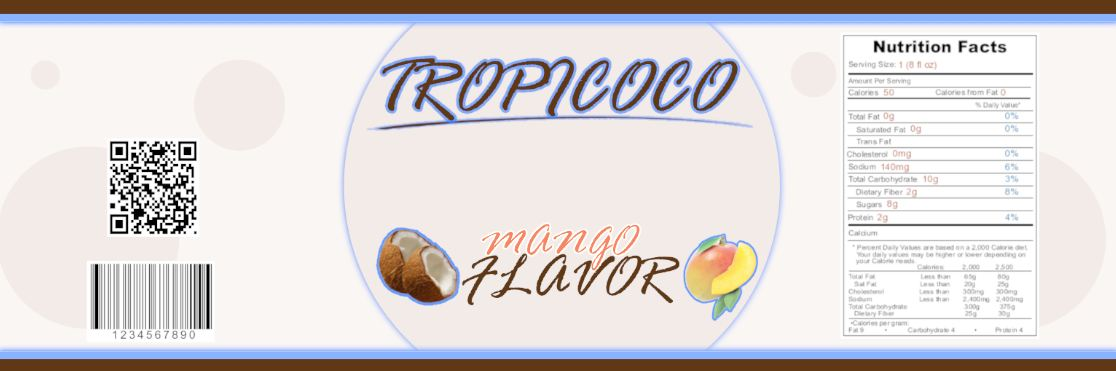 TROPICOCO
mango
FLAVOR
1234567890
Nutrition Facts
Serving Size: 1 (8 fl oz)
Amount Per Serving
Calories 50 Calories from Fat 0
% Daily Value*
Total Fat 0g 0%
Saturated Fat 0g 0%
Trans Fat
Cholesterol 0mg 0%
Sodium 140mg 6%
Total Carbohydrate 10g 3%
Dietary Fiber 2g 8%
Sugars 8g
Protein 2g 4%
Calcium
* Percent Daily Values are based on a 2,000 Calorie diet.
Your daily values may be higher or lower depending on
your Calorie needs
Calories 2,000 2,500
Total Fat Less than 65g 80g
Sat Fat Less than 20g 25g
Cholesterol Less than 300mg 300mg
Sodium Less than 2,400mg 2,400mg
Total Carbohydrate 300g 375g
Dietary Fiber 25g 30g
•Calories per gram:
Fat 9 • Carbohydrate 4 • Protein 4